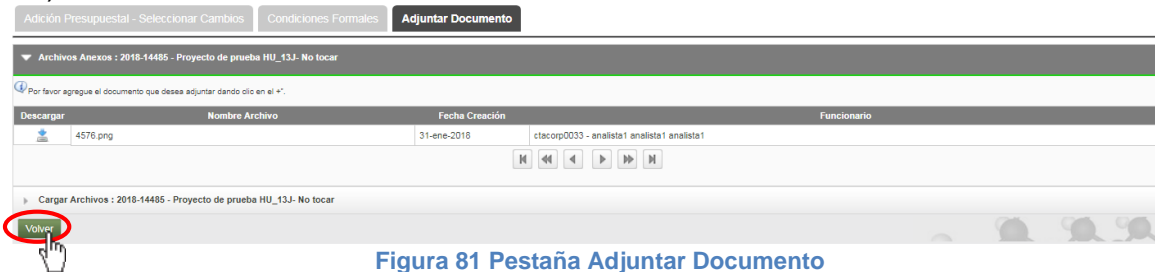 Adición Presupuestal - Seleccionar Cambios Condiciones Formales Adjuntar Documento
Archivos Anexos : 2018-14485 - Proyecto de prueba HU_13J- No tocar
Por favor agregue el documento que desea adjuntar dando clic en el +".
Descargar Nombre Archivo Fecha Creación Funcionario
4576.png 31-ene-2018 ctacorp0033 - analista1 analista1 analista1
Cargar Archivos : 2018-14485 - Proyecto de prueba HU_13J- No tocar
Volver
Figura 81 Pestaña Adjuntar Documento